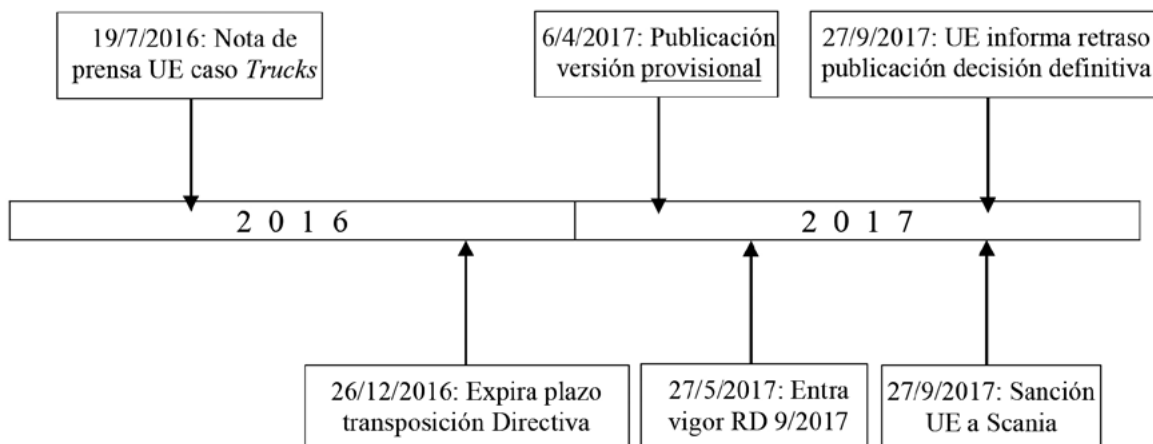 19/7/2016: Nota de
prensa UE caso Trucks
6/4/2017: Publicación
versión provisional
27/9/2017: UE informa retraso
publicación decisión definitiva
2 0 1 6
2 0 1 7
26/12/2016: Expira plazo
transposición Directiva
27/5/2017: Entra
vigor RD 9/2017
27/9/2017: Sanción
UE a Scania